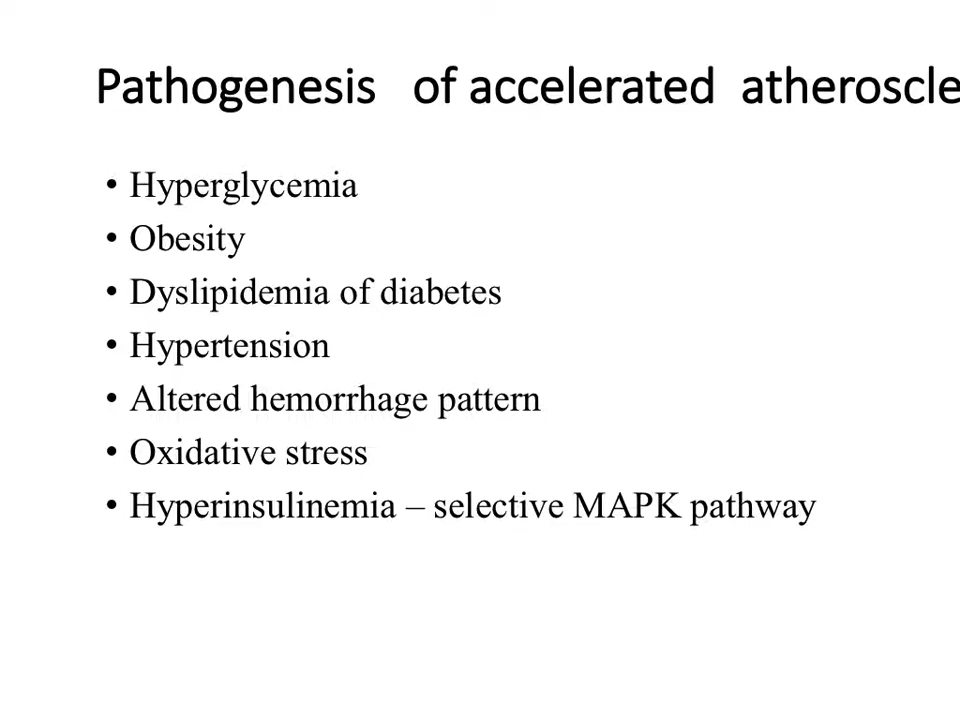 Pathogenesis of accelerated atheroscle
• Hyperglycemia
• Obesity
• Dyslipidemia of diabetes
• Hypertension
• Altered hemorrhage pattern
• Oxidative stress
• Hyperinsulinemia – selective MAPK pathway